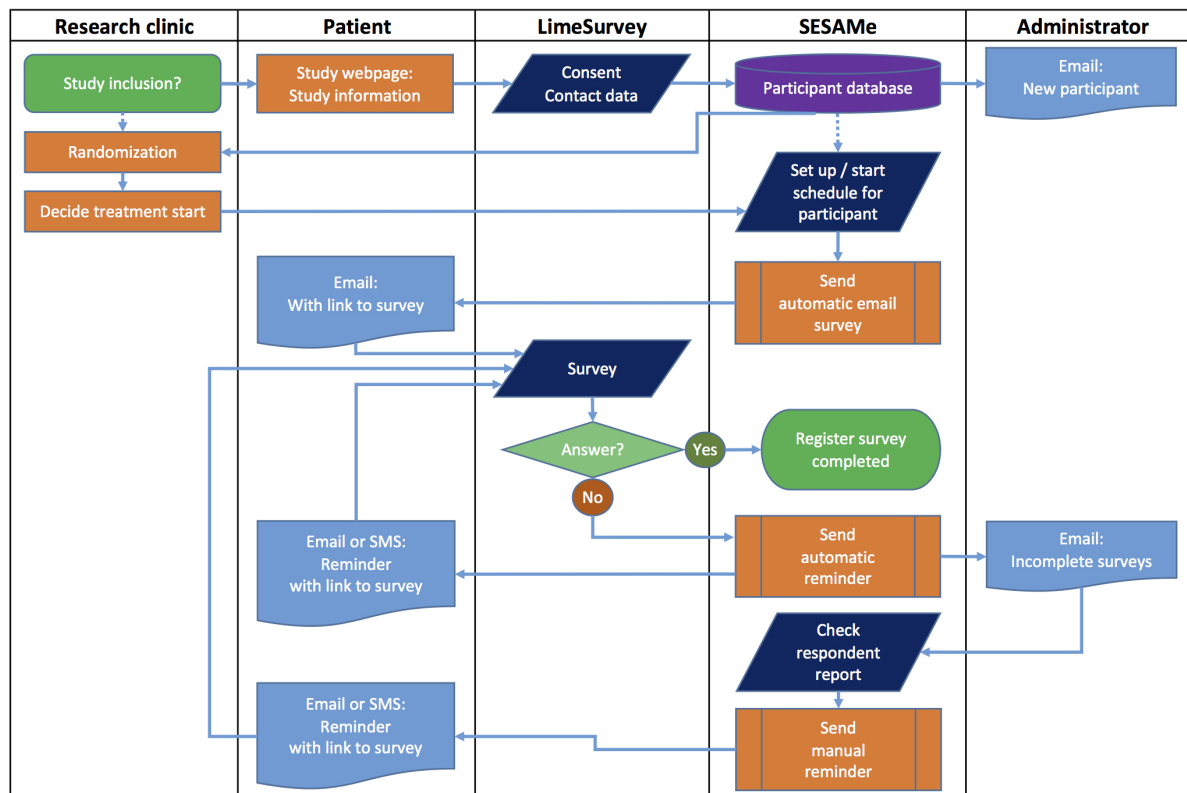 Research clinic
Patient
LimeSurvey
SESAMe
Administrator
Study inclusion?
Study webpage:
Study information
Consent
Contact data
Participant database
Email:
New participant
Randomization
Decide treatment start
Set up / start
schedule for
participant
Email:
With link to survey
Send
automatic email
survey
Survey
Answer?
Yes
Register survey
completed
No
Email or SMS:
Reminder
with link to survey
Send
automatic
reminder
Email:
Incomplete surveys
Check
respondent
report
Email or SMS:
Reminder
with link to survey
Send
manual
reminder